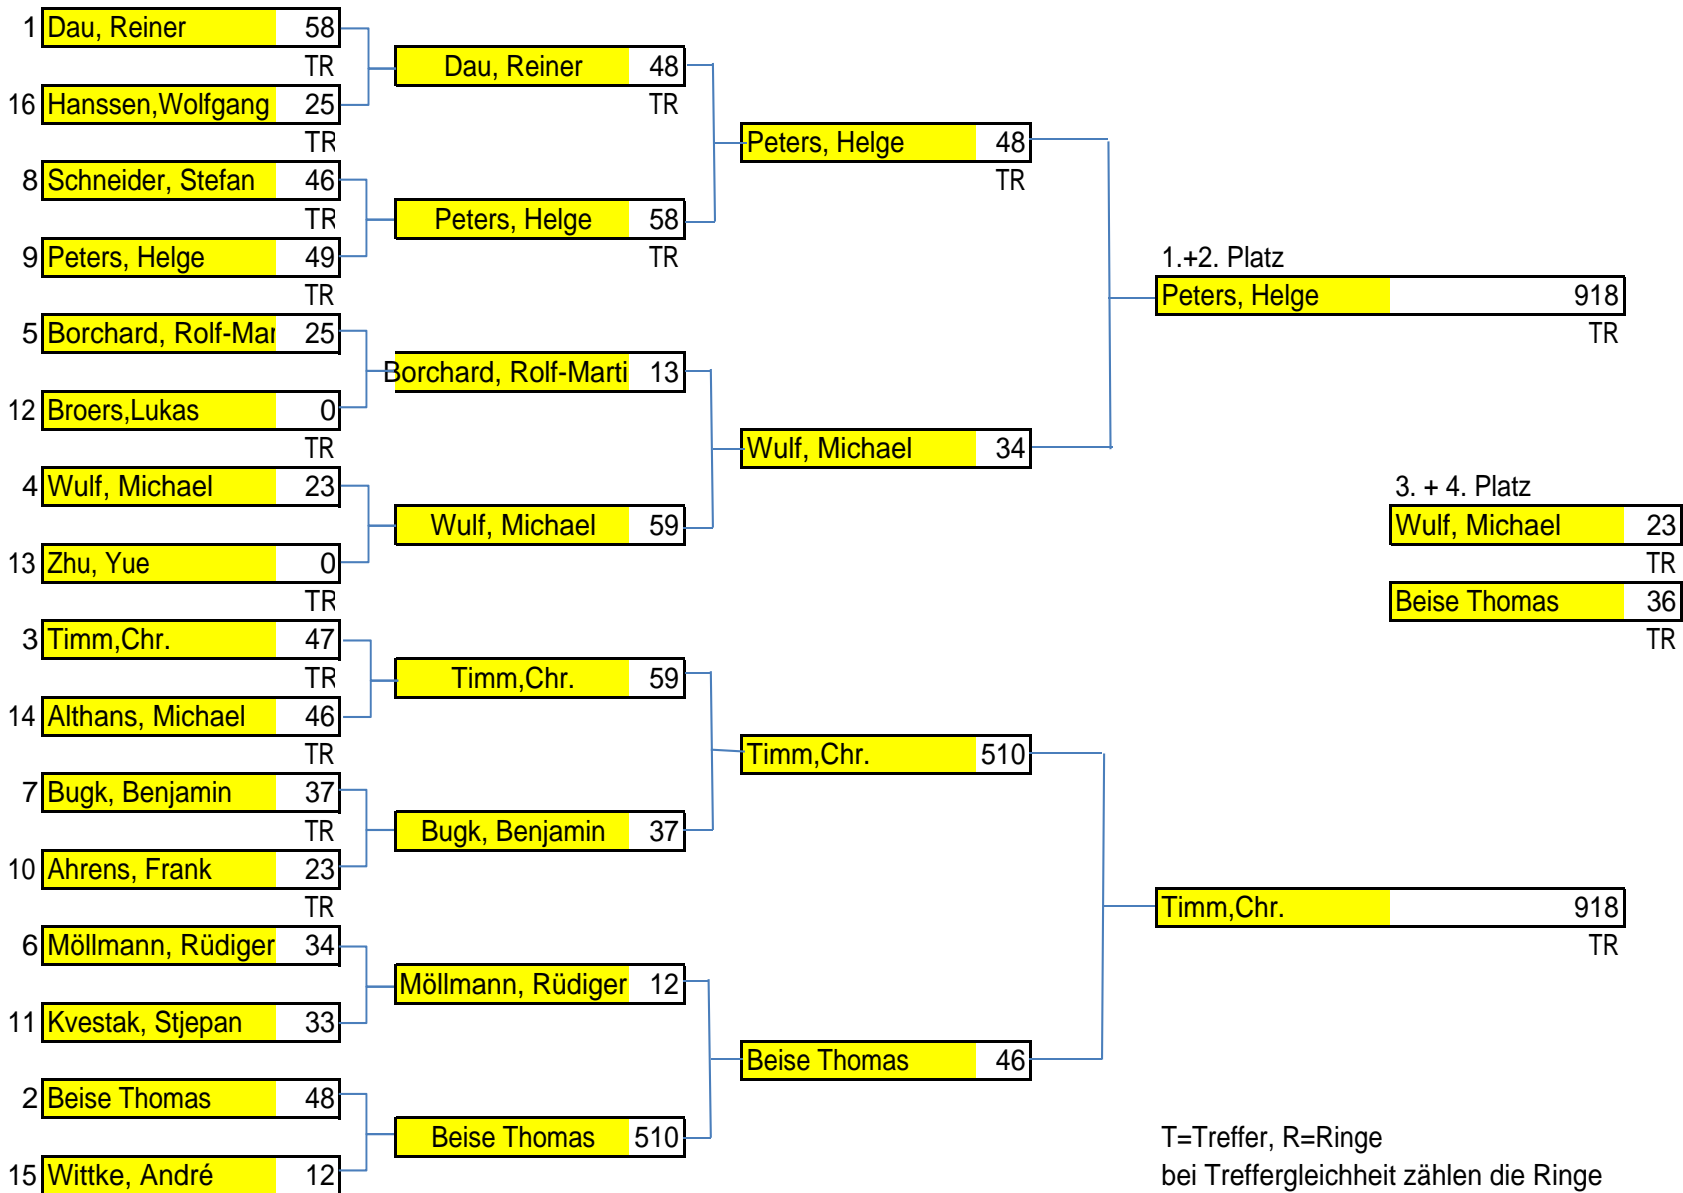 1 Dau, Reiner 58
TR
16 Hanssen,Wolfgang 25
TR
8 Schneider, Stefan 46
TR
9 Peters, Helge 49
TR
5 Borchard, Rolf-Mar 25
12 Broers,Lukas 0
TR
4 Wulf, Michael 23
13 Zhu, Yue 0
TR
3 Timm,Chr. 47
TR
14 Althans, Michael 46
TR
7 Bugk, Benjamin 37
TR
10 Ahrens, Frank 23
TR
6 Möllmann, Rüdiger 34
11 Kvestak, Stjepan 33
2 Beise Thomas 48
15 Wittke, André 12
Dau, Reiner 48
TR
Peters, Helge 58
TR
Borchard, Rolf-Marti 13
Wulf, Michael 59
Timm,Chr. 59
Bugk, Benjamin 37
Möllmann, Rüdiger 12
Beise Thomas 510
Peters, Helge 48
TR
Wulf, Michael 34
Timm,Chr. 510
Beise Thomas 46
1.+2. Platz
Peters, Helge 918
TR
Timm,Chr. 918
TR
3. + 4. Platz
Wulf, Michael 23
TR
Beise Thomas 36
TR
T=Treffer, R=Ringe
bei Treffergleichheit zählen die Ringe